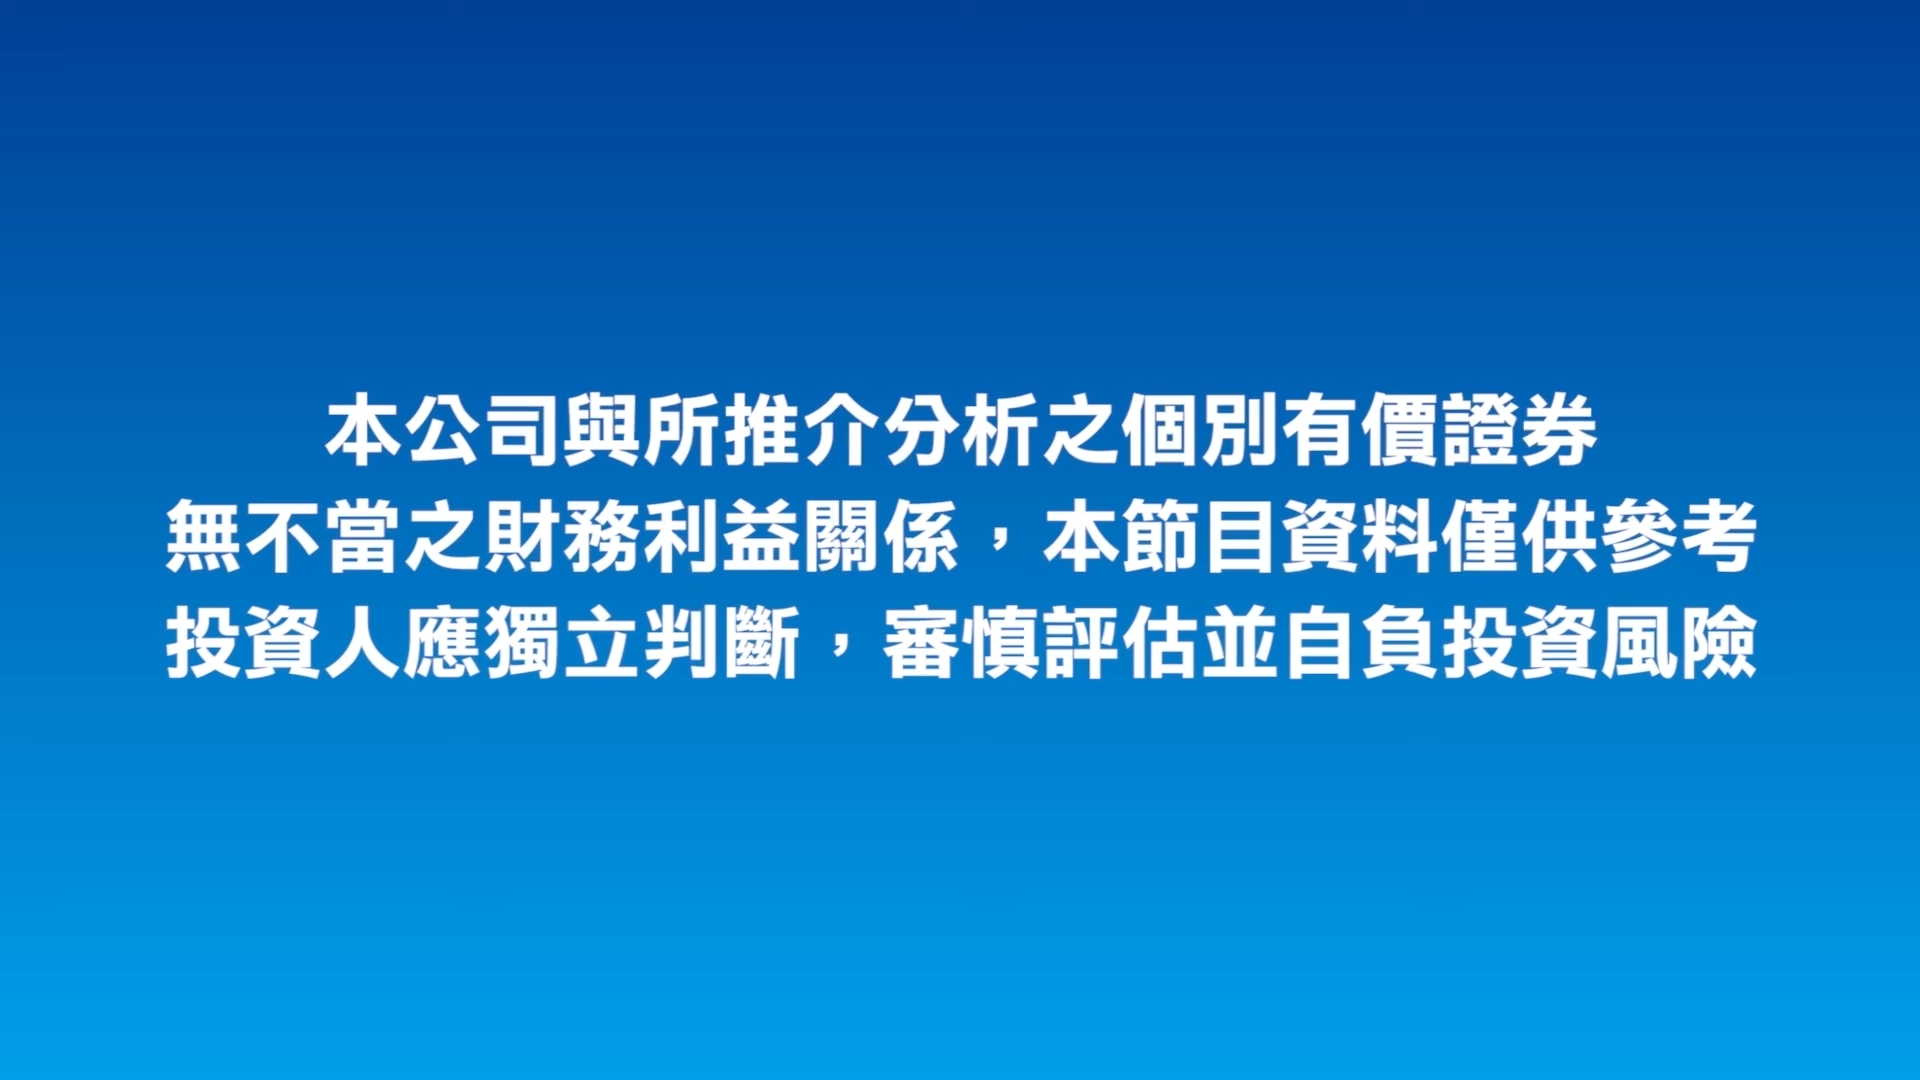 本公司與所推介分析之個別有價證券
無不當之財務利益關係，本節目資料僅供參考
投資人應獨立判斷，審慎評估並自負投資風險